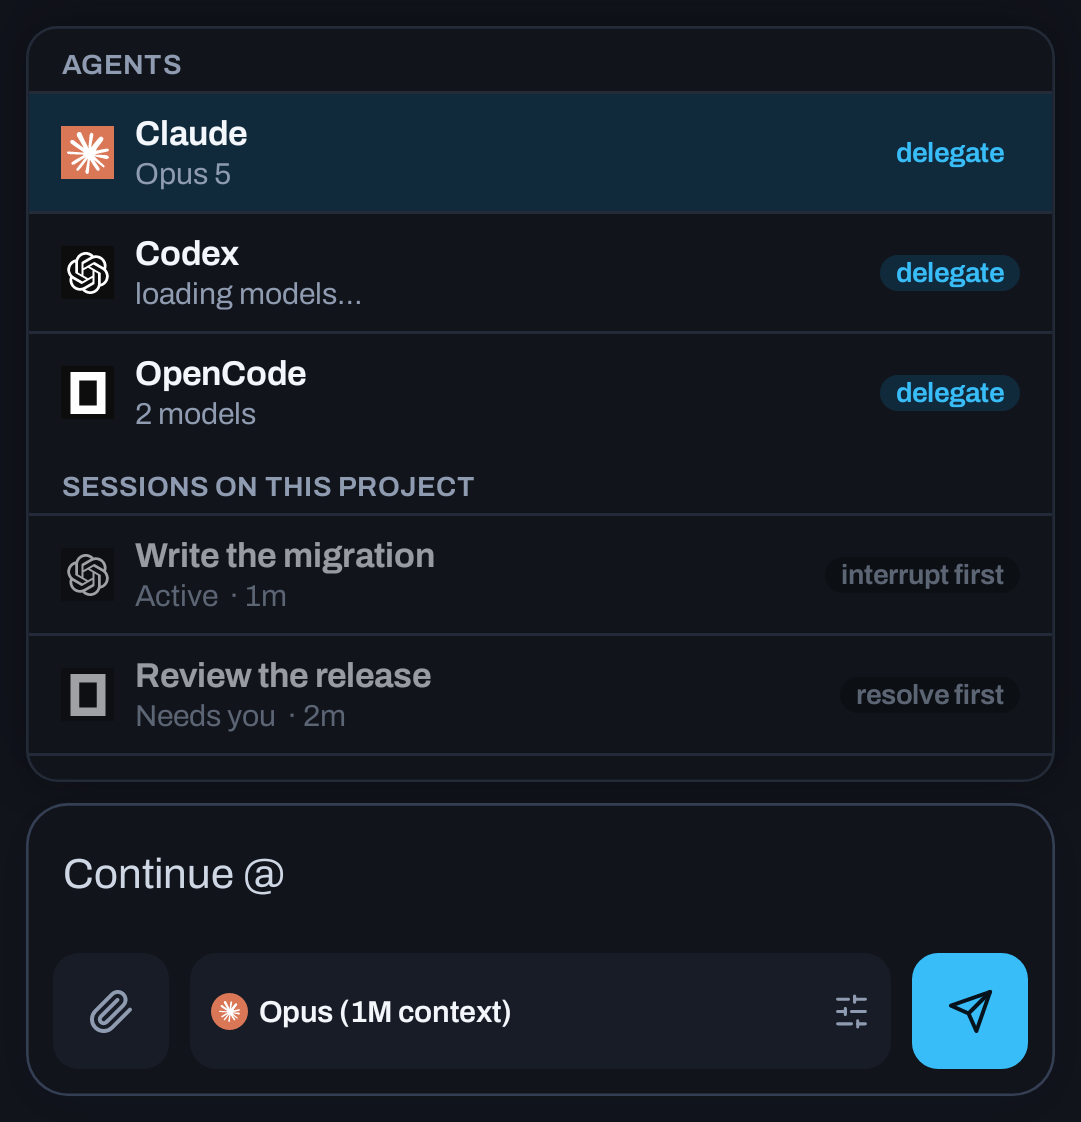 AGENTS
Claude
Opus 5
delegate
Codex
loading models...
delegate
OpenCode
2 models
delegate
SESSIONS ON THIS PROJECT
Write the migration
Active · 1m
interrupt first
Review the release
Needs you · 2m
resolve first
Continue @
Opus (1M context)